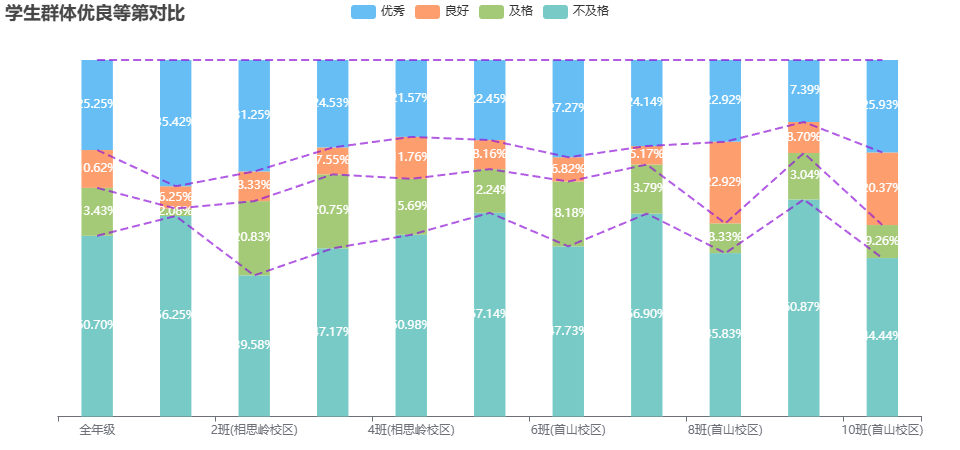 学生群体优良等第对比
优秀 良好 及格 不及格
25.25% 35.42% 31.25% 24.53% 21.57% 22.45% 27.27% 24.14% 22.92% 17.39% 25.93%
10.62% 6.25% 8.33% 7.55% 11.76% 8.16% 6.82% 5.17% 22.92% 8.70% 20.37%
13.43% 2.08% 20.83% 20.75% 15.69% 12.24% 18.18% 13.79% 8.33% 13.04% 9.26%
50.70% 56.25% 39.58% 47.17% 50.98% 57.14% 47.73% 56.90% 45.83% 60.87% 44.44%
全年级 2班(相思岭校区) 4班(相思岭校区) 6班(首山校区) 8班(首山校区) 10班(首山校区)